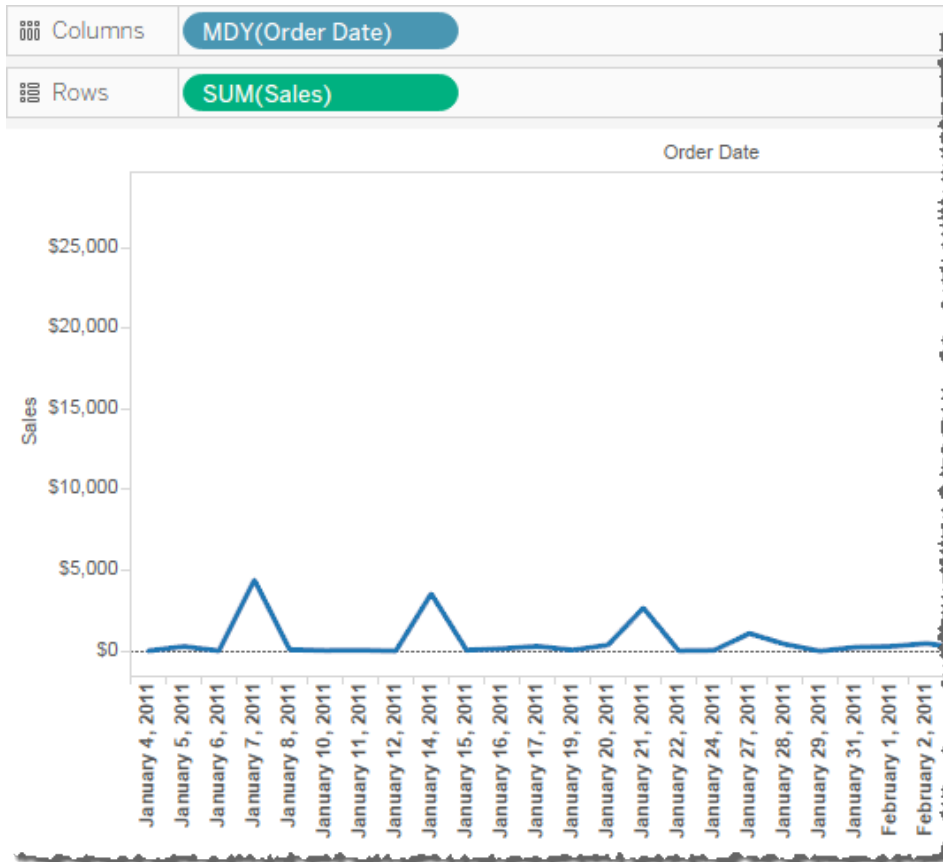 Columns MDY(Order Date)
Rows SUM(Sales)
Order Date
$25,000
$20,000
$15,000
$10,000
$5,000
$0
Sales
January 4, 2011
January 5, 2011
January 6, 2011
January 7, 2011
January 8, 2011
January 10, 2011
January 11, 2011
January 12, 2011
January 14, 2011
January 15, 2011
January 16, 2011
January 17, 2011
January 19, 2011
January 20, 2011
January 21, 2011
January 22, 2011
January 24, 2011
January 27, 2011
January 28, 2011
January 29, 2011
January 31, 2011
February 1, 2011
February 2, 2011